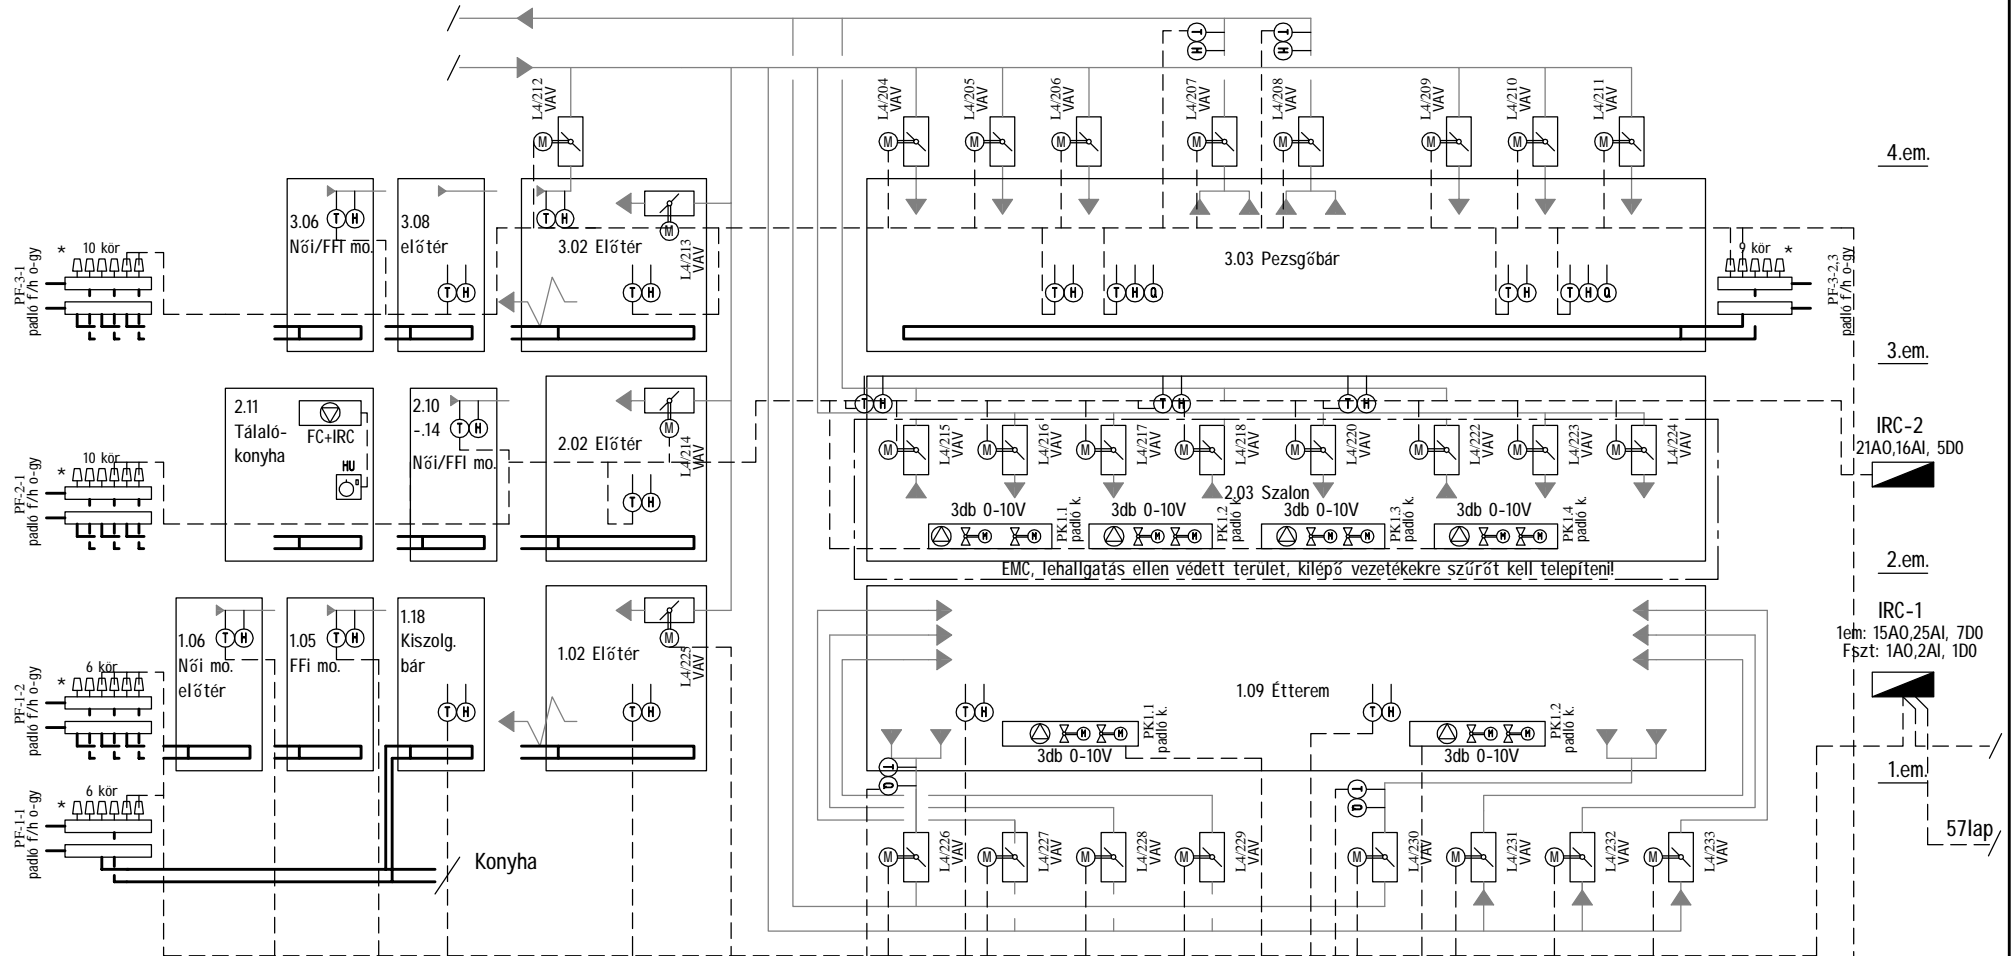 L4/212
VAV
L4/204
VAV
L4/205
VAV
L4/206
VAV
L4/207
VAV
L4/208
VAV
L4/209
VAV
L4/210
VAV
L4/211
VAV
T
H
T
H
M
M
M
M
M
M
M
M
M
4.em.
3.06
Női/FFI mo.
T H
3.08
előtér
T H
T H
3.02 Előtér
M
L4/213
VAV
T H
3.03 Pezsgőbár
T H
T H Q
T H
T H Q
PF-3-1
padló f/h o-gy
* 10 kör
9 kör *
PF-3-2,3
padló f/h o-gy
3.em.
2.11
Tálaló-
konyha
FC+IRC
HU
2.10
-.14
T H
Női/FFI mo.
2.02 Előtér
M
L4/214
VAV
T H
PF-2-1
padló f/h o-gy
* 10 kör
T H
T H
T H
M
L4/215
VAV
M
L4/216
VAV
M
L4/217
VAV
M
L4/218
VAV
M
L4/220
VAV
M
L4/222
VAV
M
L4/223
VAV
M
L4/224
VAV
2.03 Szalon
3db 0-10V
PK1.1
padló k.
3db 0-10V
PK1.2
padló k.
3db 0-10V
PK1.3
padló k.
3db 0-10V
PK1.4
padló k.
EMC, lehallgatás ellen védett terület, kilépő vezetékekre szűrőt kell telepíteni!
IRC-2
21AO,16AI, 5DO
2.em.
IRC-1
1em: 15AO,25AI, 7DO
Fszt: 1AO,2AI, 1DO
1.06
Női mo.
előtér
T H
1.05
FFi mo.
T H
1.18
Kiszolg.
bár
T H
1.02 Előtér
M
L4/225
VAV
T H
PF-1-2
padló f/h o-gy
* 6 kör
PF-1-1
padló f/h o-gy
* 6 kör
Konyha
1.09 Étterem
T H
T H
PK1.1
padló k.
3db 0-10V
PK1.2
padló k.
3db 0-10V
T
Q
T
Q
M
L4/226
VAV
M
L4/227
VAV
M
L4/228
VAV
M
L4/229
VAV
M
L4/230
VAV
M
L4/231
VAV
M
L4/232
VAV
M
L4/233
VAV
1.em.
57lap